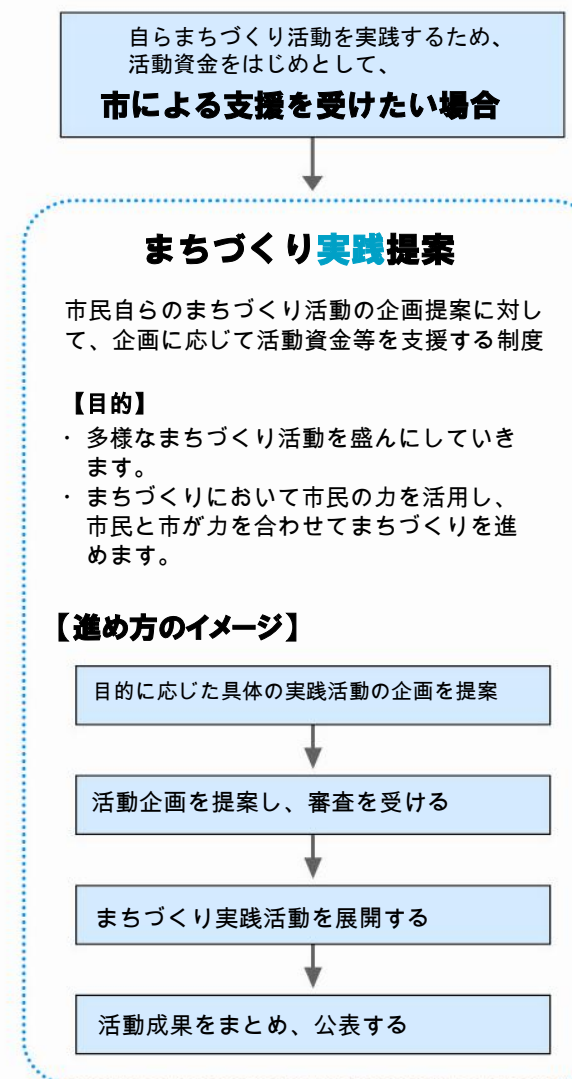 自らまちづくり活動を実践するため、
活動資金をはじめとして、
市による支援を受けたい場合
まちづくり実践提案
市民自らのまちづくり活動の企画提案に対し
て、企画に応じて活動資金等を支援する制度
【目的】
・多様なまちづくり活動を盛んにしていき
ます。
・まちづくりにおいて市民の力を活用し、
市民と市が力を合わせてまちづくりを進
めます。
【進め方のイメージ】
目的に応じた具体の実践活動の企画を提案
活動企画を提案し、審査を受ける
まちづくり実践活動を展開する
活動成果をまとめ、公表する